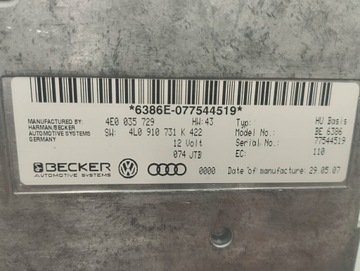 *6386E-077544519*
MANUFACTURED BY: 4E0 035 729 HW: 43 Typ: HU Basis
HARMAN/BECKER SW: 4L0 910 731 K 422 Model No.: BE 6386
AUTOMOTIVE SYSTEMS 12 Volt Serial No.: 77544519
GERMANY 074 JTB EC: 110
BECKER 0000 Date of manufacture: 29.05.07
AUTOMOTIVE SYSTEMS